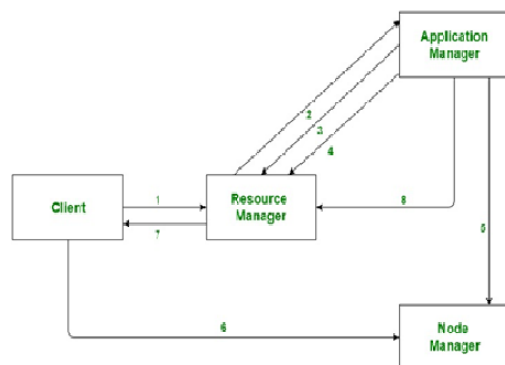 Application
Manager
2
3
4
Client
1
Resource
Manager
7
8
5
6
Node
Manager